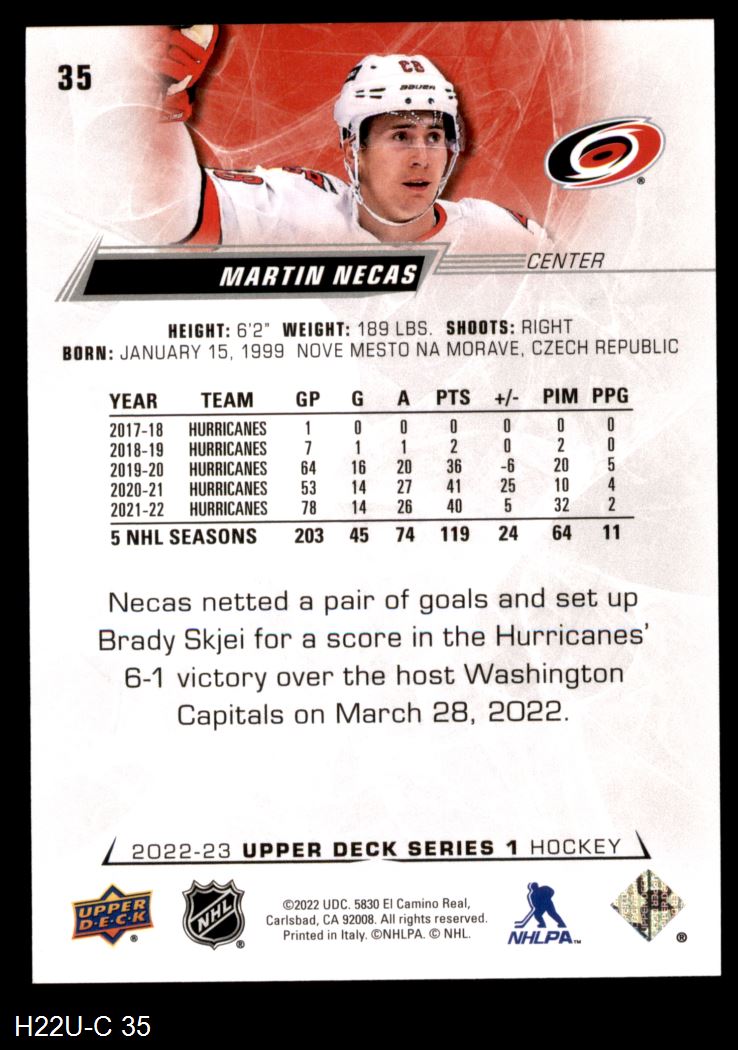 35
88
BAUER
MARTIN NECAS
CENTER
HEIGHT: 6'2" WEIGHT: 189 LBS. SHOOTS: RIGHT
BORN: JANUARY 15, 1999 NOVE MESTO NA MORAVE, CZECH REPUBLIC
YEAR TEAM GP G A PTS +/- PIM PPG
2017-18 HURRICANES 1 0 0 0 0 0 0
2018-19 HURRICANES 7 1 1 2 0 2 0
2019-20 HURRICANES 64 16 20 36 -6 20 5
2020-21 HURRICANES 53 14 27 41 25 10 4
2021-22 HURRICANES 78 14 26 40 5 32 2
5 NHL SEASONS 203 45 74 119 24 64 11
Necas netted a pair of goals and set up
Brady Skjei for a score in the Hurricanes'
6-1 victory over the host Washington
Capitals on March 28, 2022.
2022-23 UPPER DECK SERIES 1 HOCKEY
UPPER
D·E·C·K
®
NHL
®
©2022 UDC. 5830 El Camino Real,
Carlsbad, CA 92008. All rights reserved.
Printed in Italy. ©NHLPA. © NHL.
NHLPA™
®
H22U-C 35